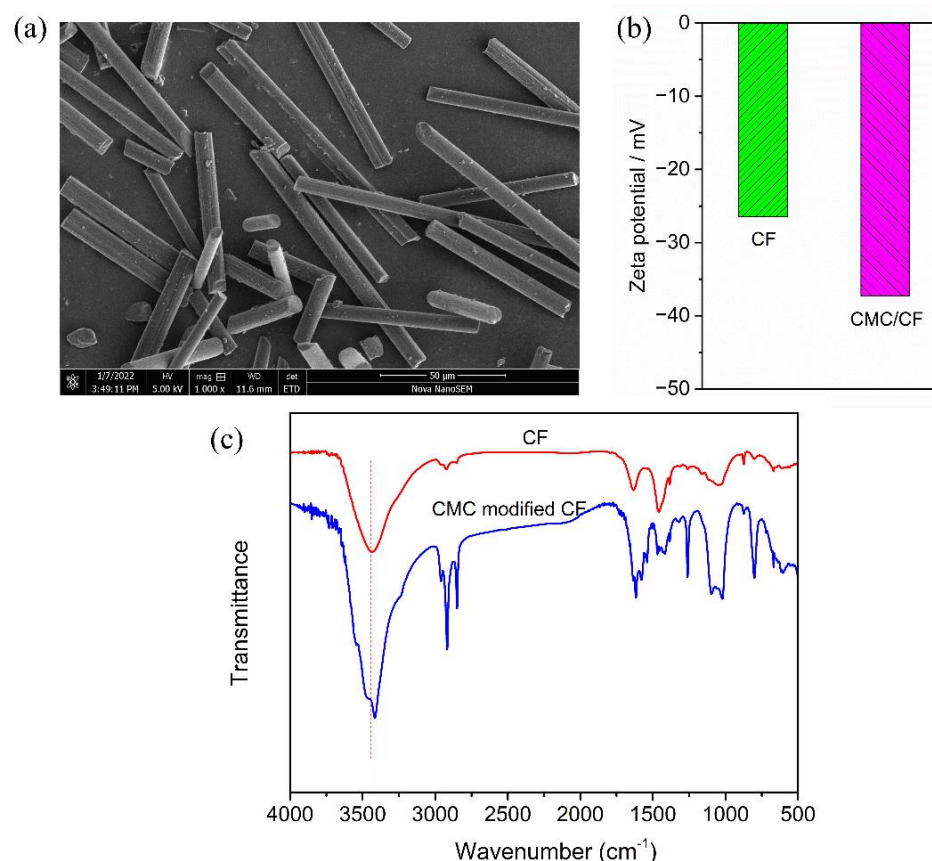 (a)
1/7/2022 HV mag WD det 50 μm
3:49:11 PM 5.00 kV 1 000 x 11.6 mm ETD Nova NanoSEM
(b)
0
−10
−20
−30
−40
−50
Zeta potential / mV
CF
CMC/CF
(c)
CF
CMC modified CF
Transmittance
4000 3500 3000 2500 2000 1500 1000 500
Wavenumber (cm⁻¹)